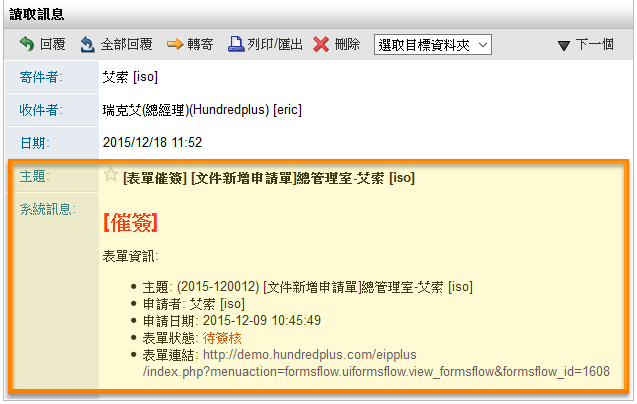 讀取訊息
回覆 全部回覆 轉寄 列印/匯出 刪除 選取目標資料夾 下一個
寄件者: 艾索 [iso]
收件者: 瑞克艾(總經理)(Hundredplus) [eric]
日期: 2015/12/18 11:52
主題: [表單催簽] [文件新增申請單]總管理室-艾索 [iso]
系統訊息:
[催簽]
表單資訊:
主題: (2015-120012) [文件新增申請單]總管理室-艾索 [iso]
申請者: 艾索 [iso]
申請日期: 2015-12-09 10:45:49
表單狀態: 待簽核
表單連結: http://demo.hundredplus.com/eipplus
/index.php?menuaction=formsflow.uiformsflow.view_formsflow&formsflow_id=1608